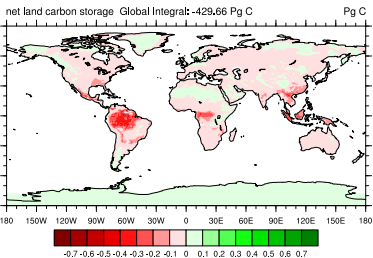 net land carbon storage Global Integral: -429.66 Pg C Pg C
180 150W 120W 90W 60W 30W 0 30E 60E 90E 120E 150E 180
-0.7 -0.6 -0.5 -0.4 -0.3 -0.2 -0.1 0 0.1 0.2 0.3 0.4 0.5 0.6 0.7